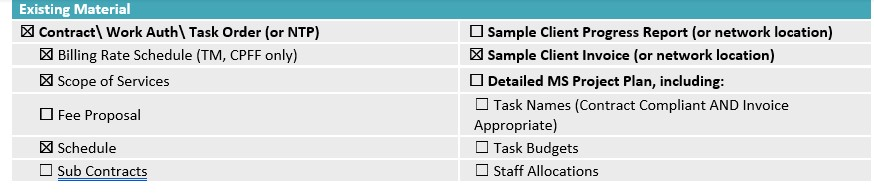 Existing Material
☒ Contract\ Work Auth\ Task Order (or NTP)
☐ Sample Client Progress Report (or network location)
☒ Billing Rate Schedule (TM, CPFF only)
☒ Sample Client Invoice (or network location)
☒ Scope of Services
☐ Detailed MS Project Plan, including:
☐ Fee Proposal
☐ Task Names (Contract Compliant AND Invoice
Appropriate)
☒ Schedule
☐ Task Budgets
☐ Sub Contracts
☐ Staff Allocations